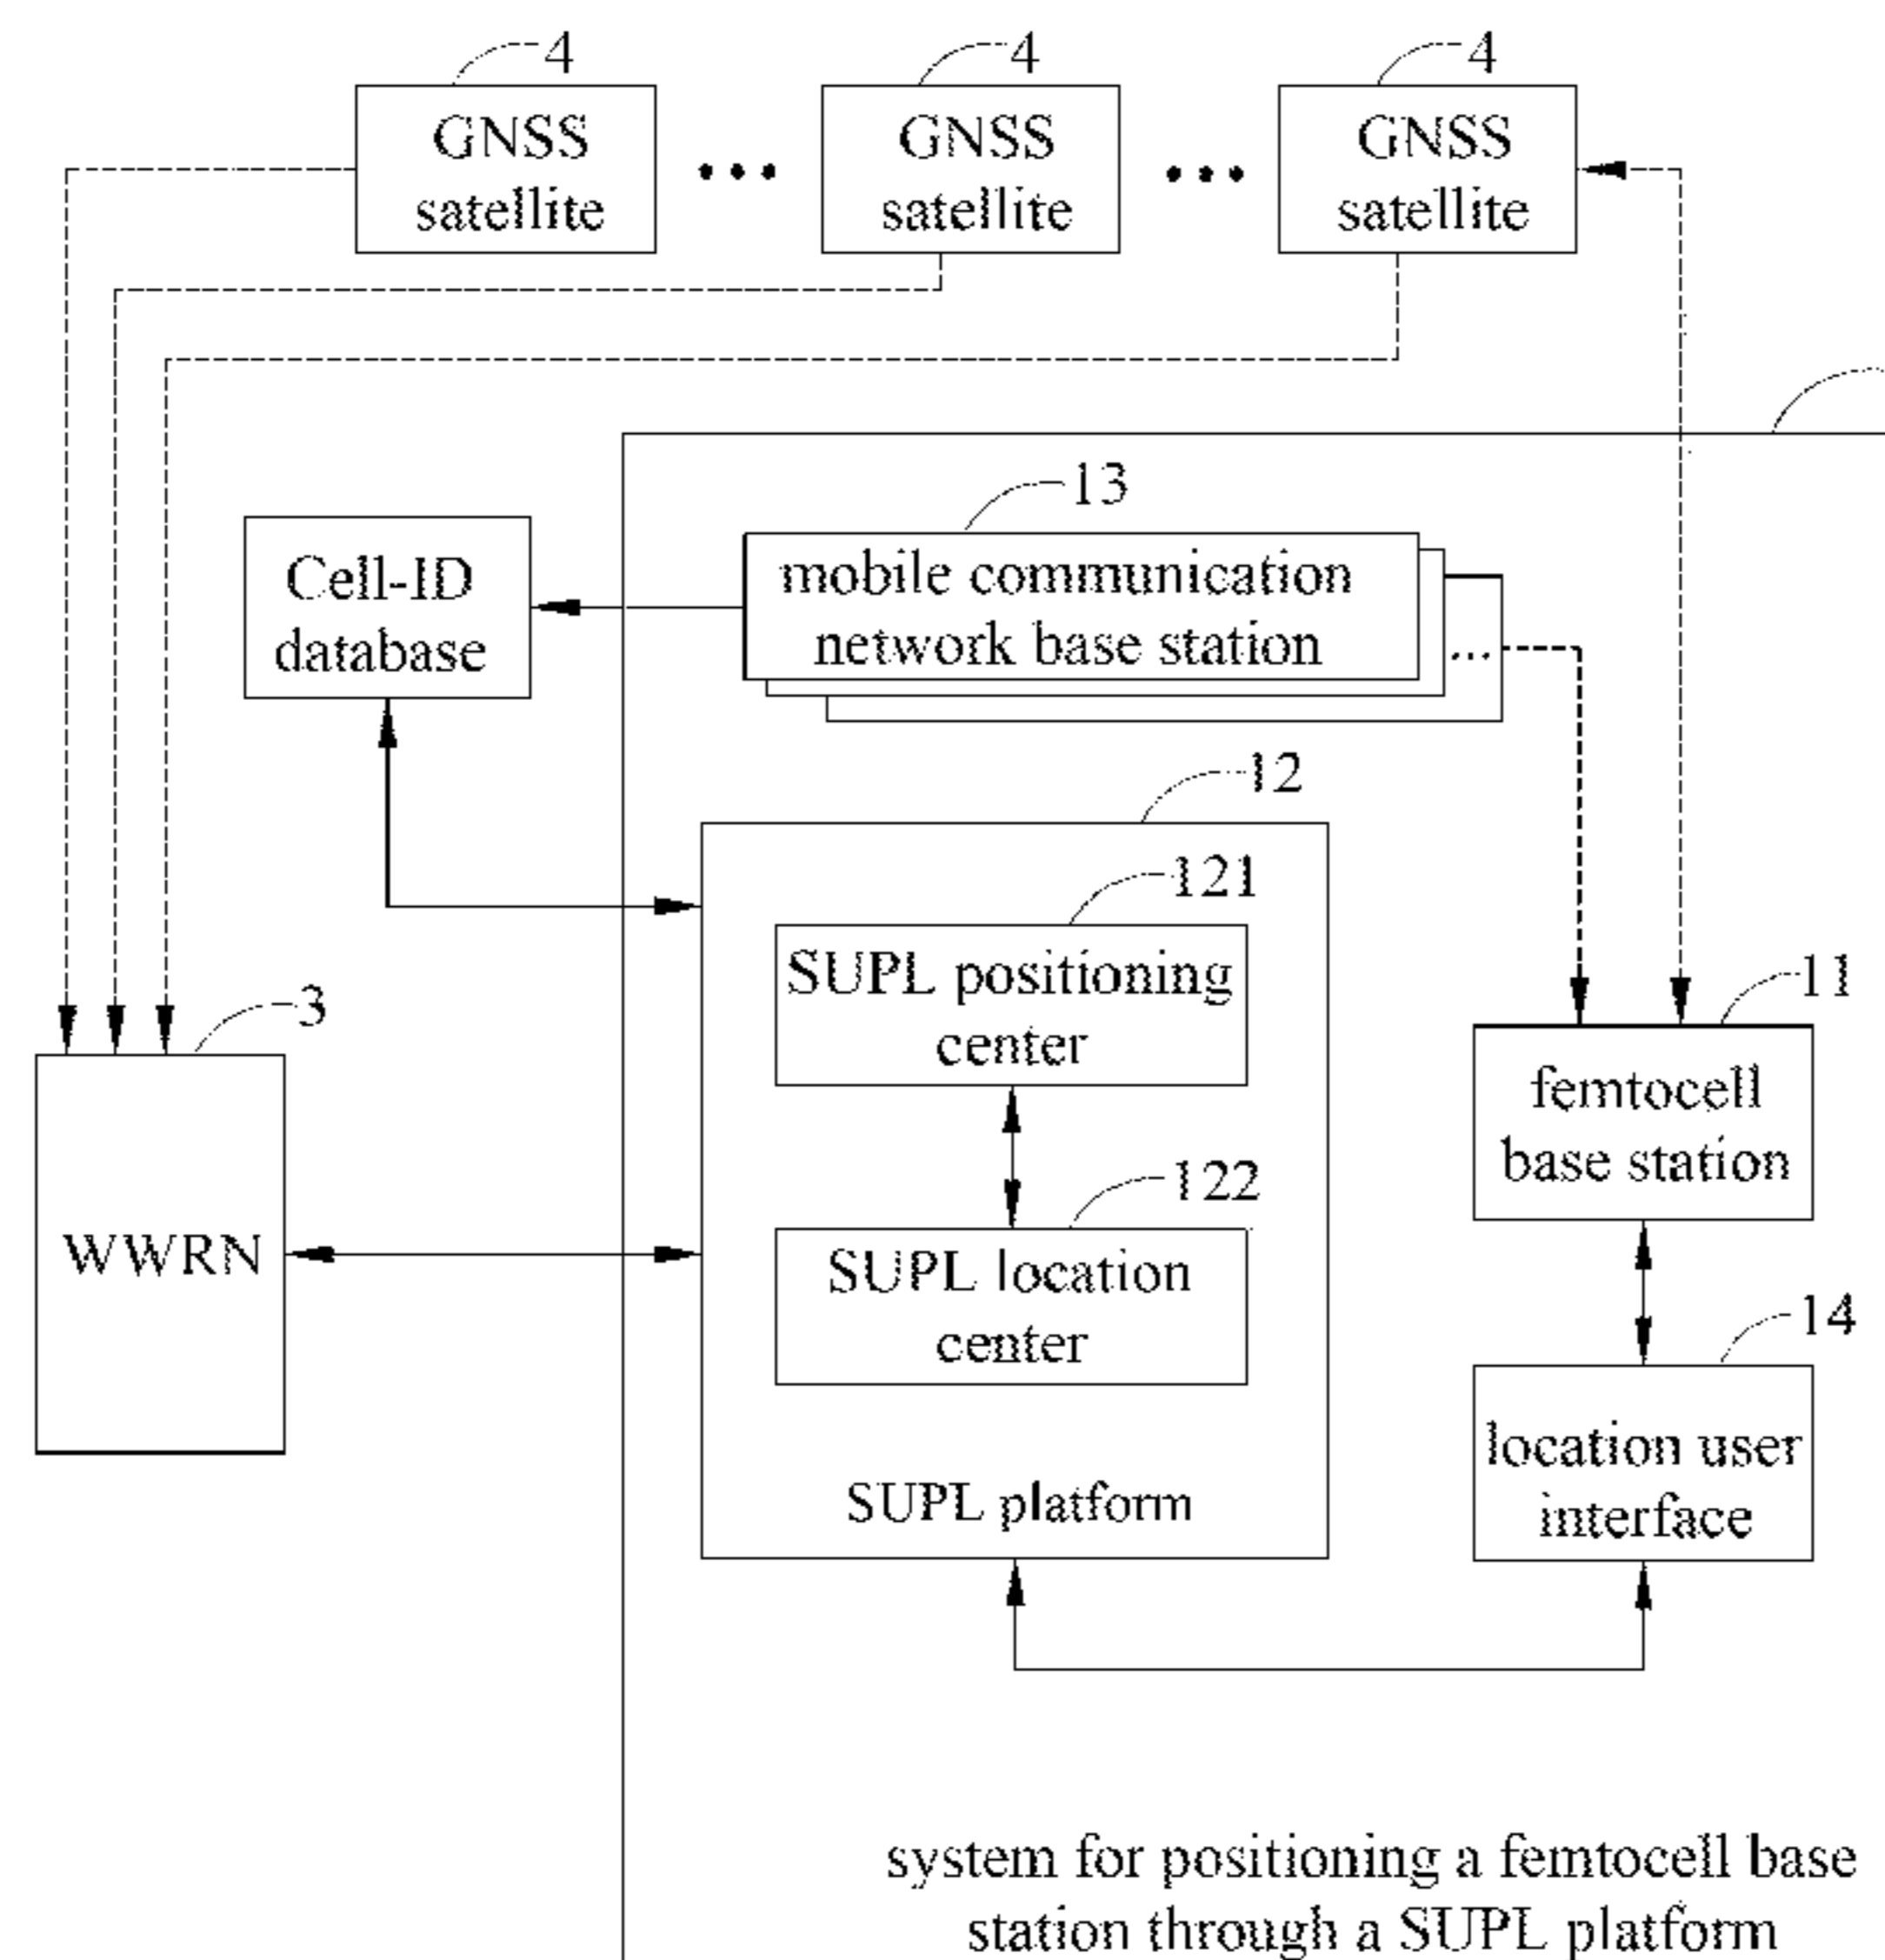 4
4
4
GNSS
satellite
GNSS
satellite
GNSS
satellite
13
Cell-ID
database
mobile communication
network base station
12
121
SUPL positioning
center
11
3
femtocell
base station
122
WWRN
SUPL location
center
14
location user
interface
SUPL platform
system for positioning a femtocell base
station through a SUPL platform